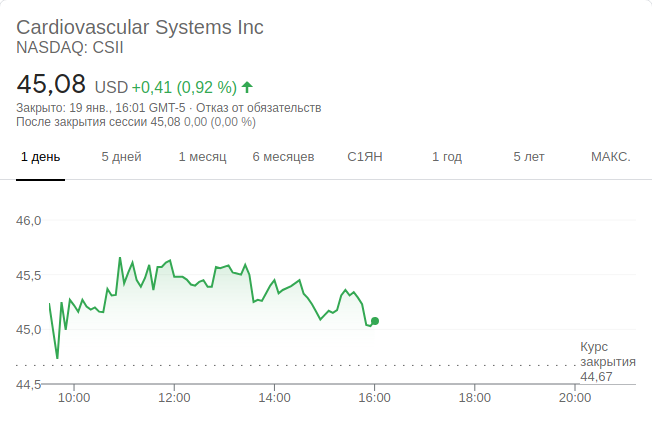 Cardiovascular Systems Inc
NASDAQ: CSII
45,08 USD +0,41 (0,92 %)
Закрыто: 19 янв., 16:01 GMT-5 · Отказ от обязательств
После закрытия сессии 45,08 0,00 (0,00 %)
1 день 5 дней 1 месяц 6 месяцев С1ЯН 1 год 5 лет МАКС.
46,0
45,5
45,0
Курс
закрытия
44,67
44,5
10:00 12:00 14:00 16:00 18:00 20:00